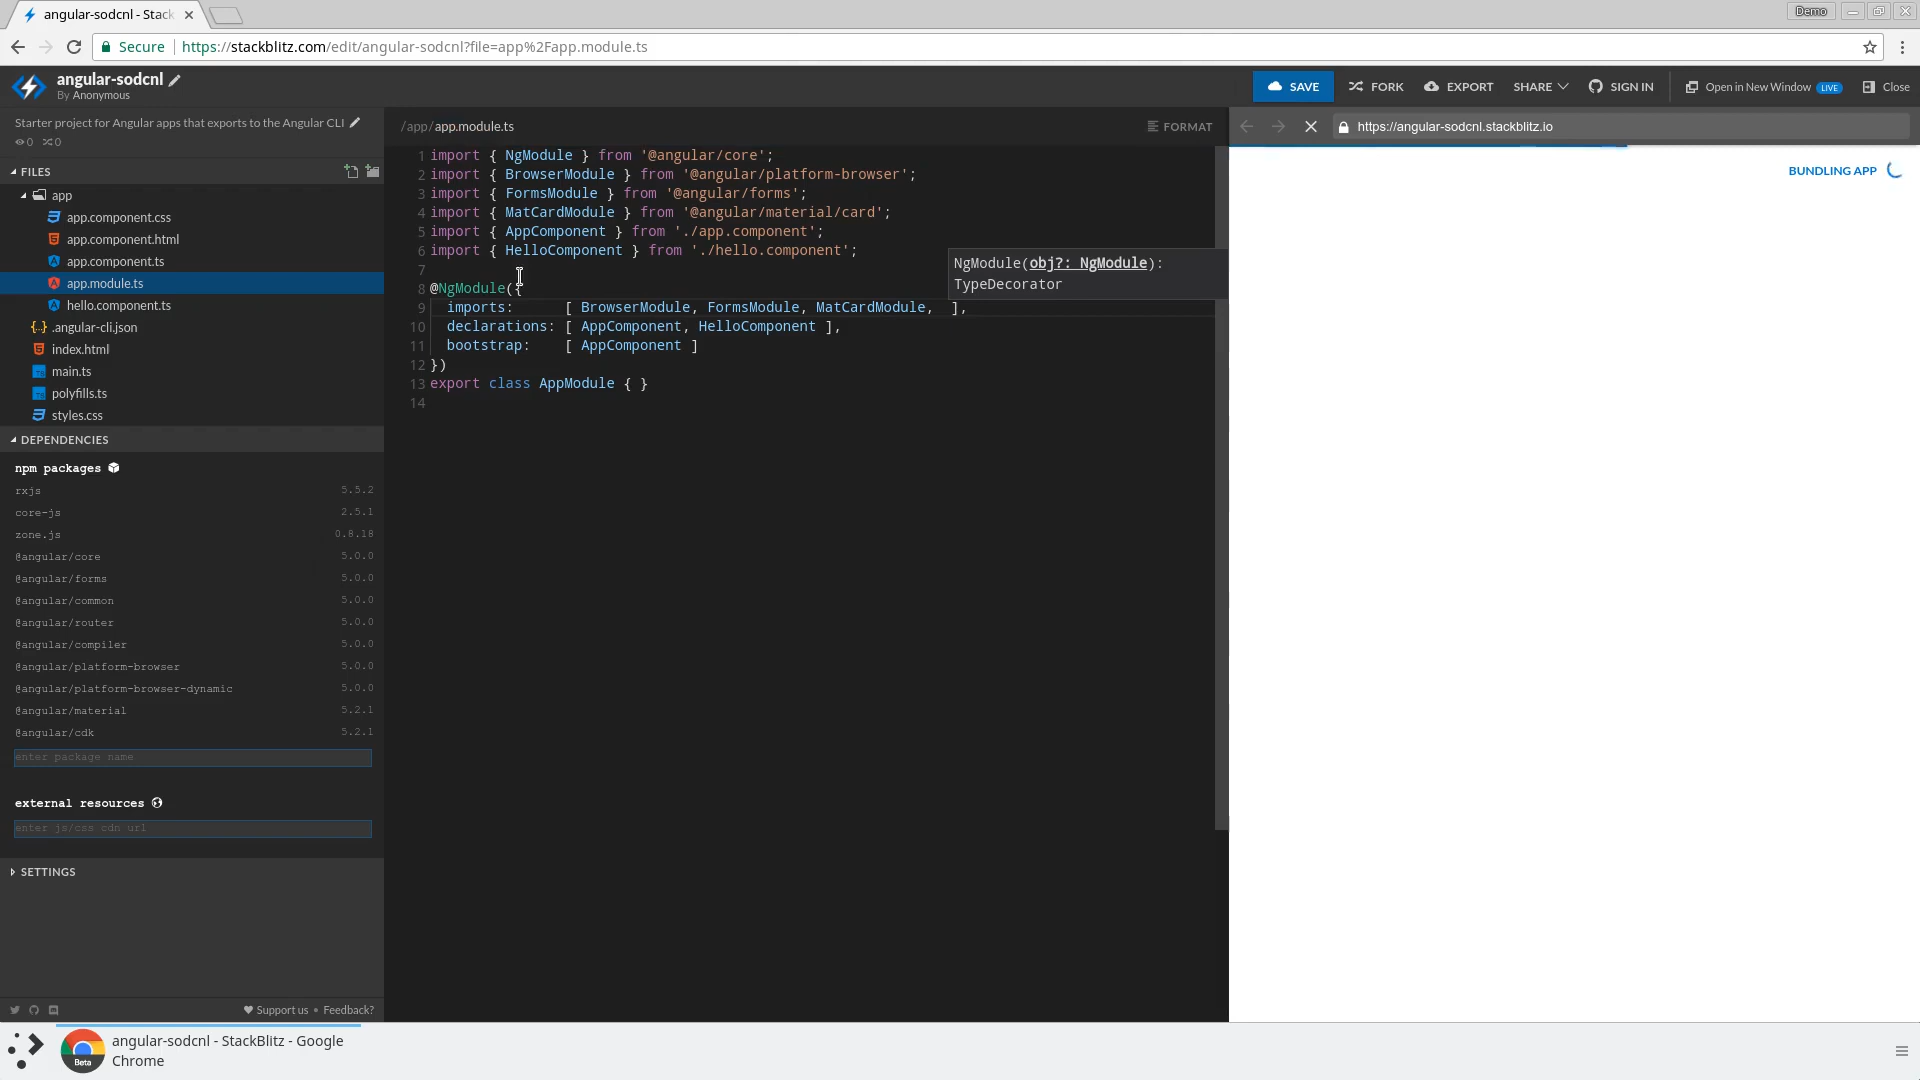 angular-sodcnl - Stack
Demo
Secure
https://stackblitz.com/edit/angular-sodcnl?file=app%2Fapp.module.ts
angular-sodcnl
By Anonymous
SAVE
FORK
EXPORT
SHARE
SIGN IN
Open in New Window LIVE
Close
Starter project for Angular apps that exports to the Angular CLI
0 0
FILES
app
app.component.css
app.component.html
app.component.ts
app.module.ts
hello.component.ts
.angular-cli.json
index.html
main.ts
polyfills.ts
styles.css
DEPENDENCIES
npm packages
rxjs 5.5.2
core-js 2.5.1
zone.js 0.8.18
@angular/core 5.0.0
@angular/forms 5.0.0
@angular/common 5.0.0
@angular/router 5.0.0
@angular/compiler 5.0.0
@angular/platform-browser 5.0.0
@angular/platform-browser-dynamic 5.0.0
@angular/material 5.2.1
@angular/cdk 5.2.1
enter package name
external resources
enter js/css cdn url
SETTINGS
Support us • Feedback?
/app/app.module.ts
FORMAT
1 import { NgModule } from '@angular/core';
2 import { BrowserModule } from '@angular/platform-browser';
3 import { FormsModule } from '@angular/forms';
4 import { MatCardModule } from '@angular/material/card';
5 import { AppComponent } from './app.component';
6 import { HelloComponent } from './hello.component';
7
8 @NgModule({
9 imports: [ BrowserModule, FormsModule, MatCardModule, ],
10 declarations: [ AppComponent, HelloComponent ],
11 bootstrap: [ AppComponent ]
12 })
13 export class AppModule { }
14
NgModule(obj?: NgModule):
TypeDecorator
https://angular-sodcnl.stackblitz.io
BUNDLING APP
Beta
angular-sodcnl - StackBlitz - Google
Chrome